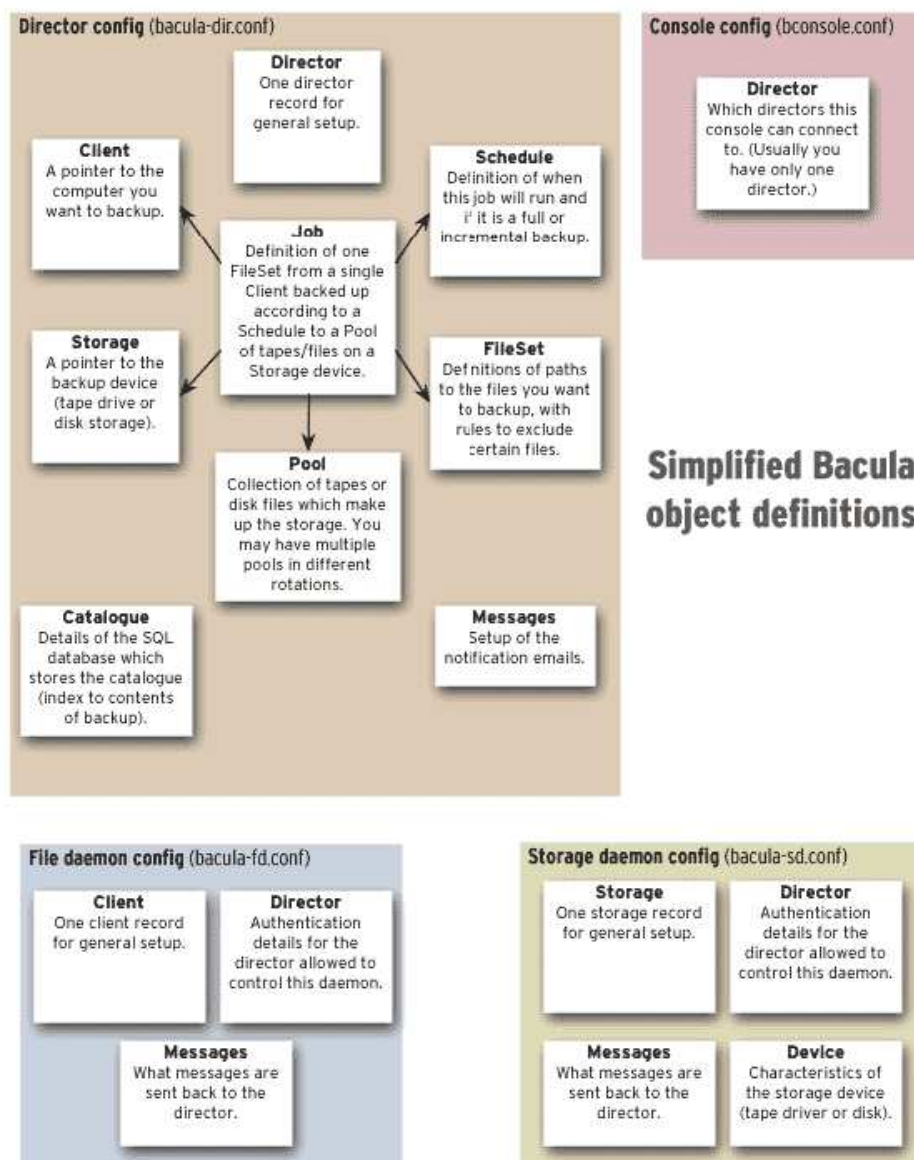 Director config (bacula-dir.conf)
Director
One director
record for
general setup.
Client
A pointer to the
computer you
want to backup.
Schedule
Definition of when
this job will run and
if it is a full or
incremental backup.
Job
Definition of one
FileSet from a single
Client backed up
according to a
Schedule to a Pool
of tapes/files on a
Storage device.
Storage
A pointer to the
backup device
(tape drive or
disk storage).
FileSet
Definitions of paths
to the files you want
to backup, with
rules to exclude
certain files.
Pool
Collection of tapes or
disk files which make
up the storage. You
may have multiple
pools in different
rotations.
Catalogue
Details of the SQL
database which
stores the catalogue
(index to contents
of backup).
Messages
Setup of the
notification emails.
Console config (bconsole.conf)
Director
Which directors this
console can connect
to. (Usually you
have only one
director.)
Simplified Bacula
object definitions
File daemon config (bacula-fd.conf)
Client
One client record
for general setup.
Director
Authentication
details for the
director allowed to
control this daemon.
Messages
What messages are
sent back to the
director.
Storage daemon config (bacula-sd.conf)
Storage
One storage record
for general setup.
Director
Authentication
details for the
director allowed to
control this daemon.
Messages
What messages are
sent back to the
director.
Device
Characteristics of
the storage device
(tape driver or disk).